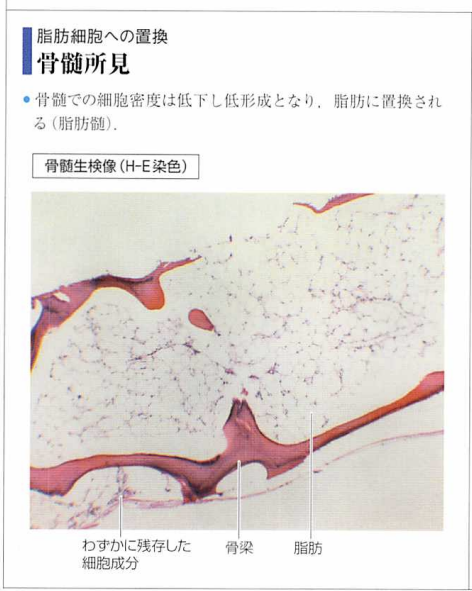 脂肪細胞への置換
骨髄所見
●骨髄での細胞密度は低下し低形成となり，脂肪に置換され
る（脂肪髄）．
骨髄生検像（H-E染色）
わずかに残存した
細胞成分
骨梁
脂肪